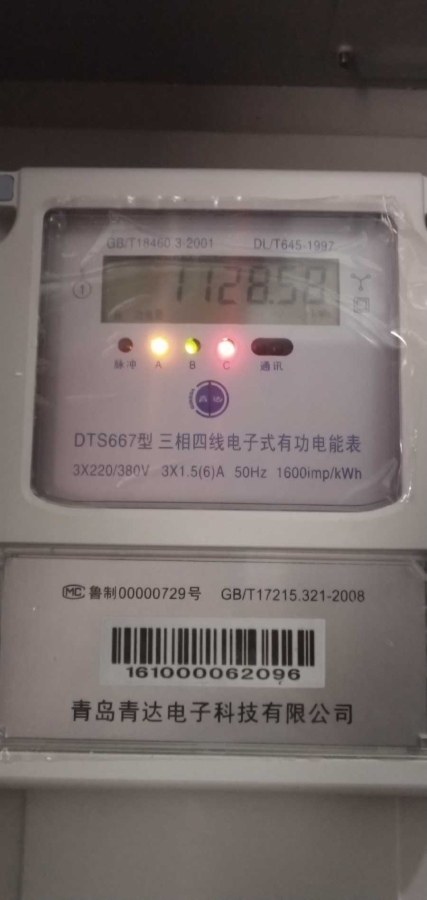 GB/T18460.3-2001 DL/T645-1997
1
1128.58
kWh
脉冲 A B C 通讯
DTS667型 三相四线电子式有功电能表
3X220/380V 3X1.5(6)A 50Hz 1600imp/kWh
MC 鲁制00000729号 GB/T17215.321-2008
161000062096
青岛青达电子科技有限公司